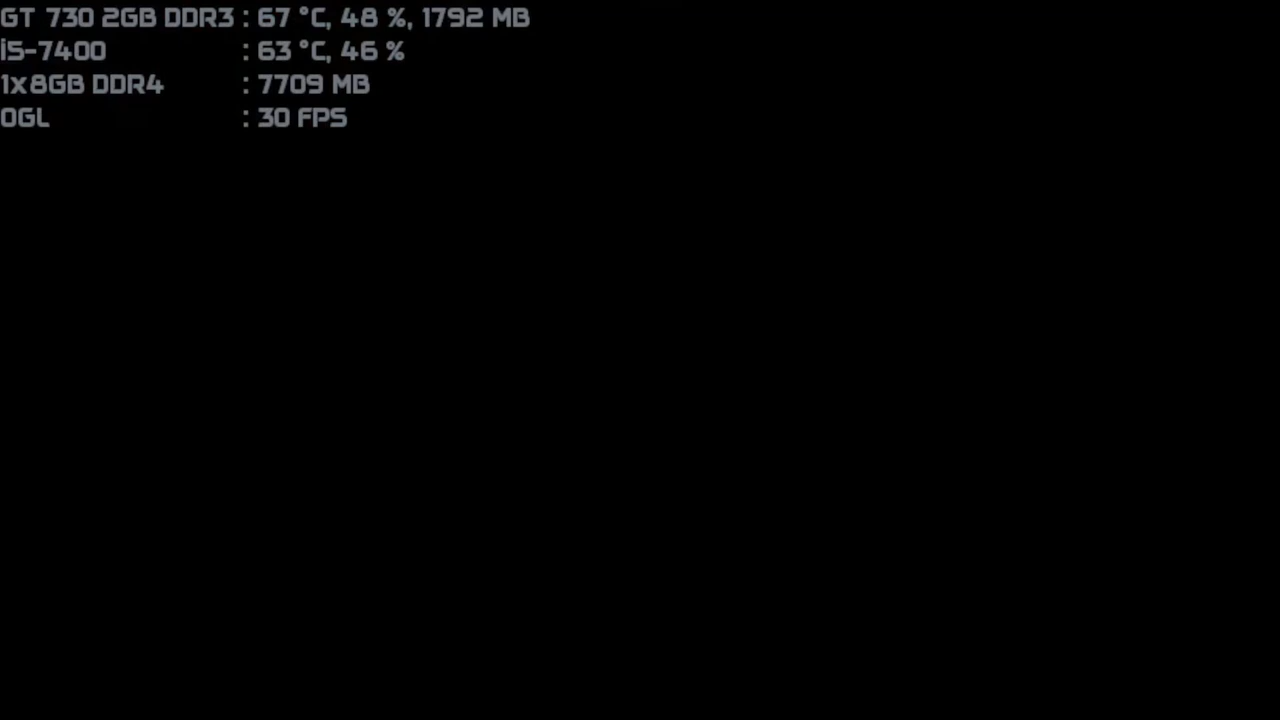 GT 730 2GB DDR3 : 67 °C, 48 %, 1792 MB
i5-7400 : 63 °C, 46 %
1x8GB DDR4 : 7709 MB
OGL : 30 FPS